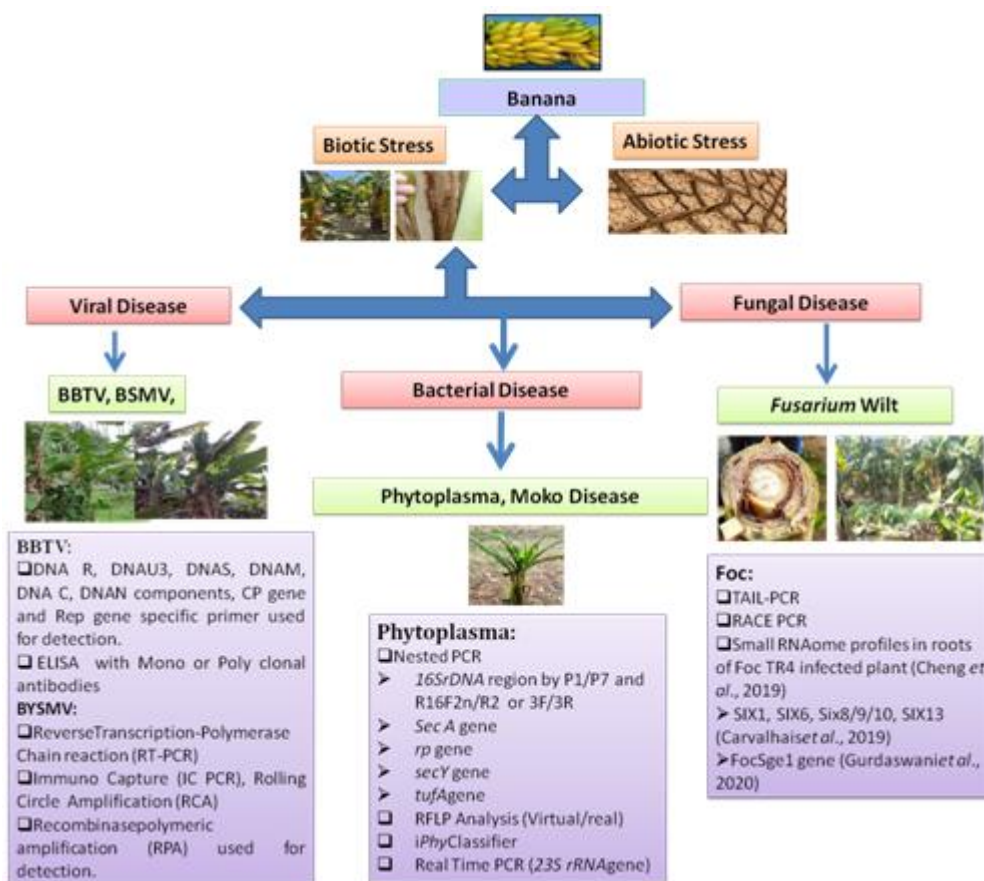 Banana
Biotic Stress
Abiotic Stress
Viral Disease
Fungal Disease
Bacterial Disease
BBTV, BSMV,
Fusarium Wilt
Phytoplasma, Moko Disease
BBTV:
❑DNA R, DNAU3, DNAS, DNAM,
DNA C, DNAN components, CP gene
and Rep gene specific primer used
for detection.
❑ELISA with Mono or Poly clonal
antibodies
BYSMV:
❑ReverseTranscription-Polymerase
Chain reaction (RT-PCR)
❑Immuno Capture (IC PCR), Rolling
Circle Amplification (RCA)
❑Recombinasepolymeric
amplification (RPA) used for
detection.
Phytoplasma:
❑Nested PCR
➢ 16SrDNA region by P1/P7 and
R16F2n/R2 or 3F/3R
➢ Sec A gene
➢ rp gene
➢ secY gene
➢ tufAgene
❑ RFLP Analysis (Virtual/real)
❑ iPhyClassifier
❑ Real Time PCR (23S rRNAgene)
Foc:
❑TAIL-PCR
❑RACE PCR
❑Small RNAome profiles in roots
of Foc TR4 infected plant (Cheng et
al., 2019)
➢ SIX1, SIX6, Six8/9/10, SIX13
(Carvalhaiset al., 2019)
➢FocSge1 gene (Gurdaswaniet al.,
2020)